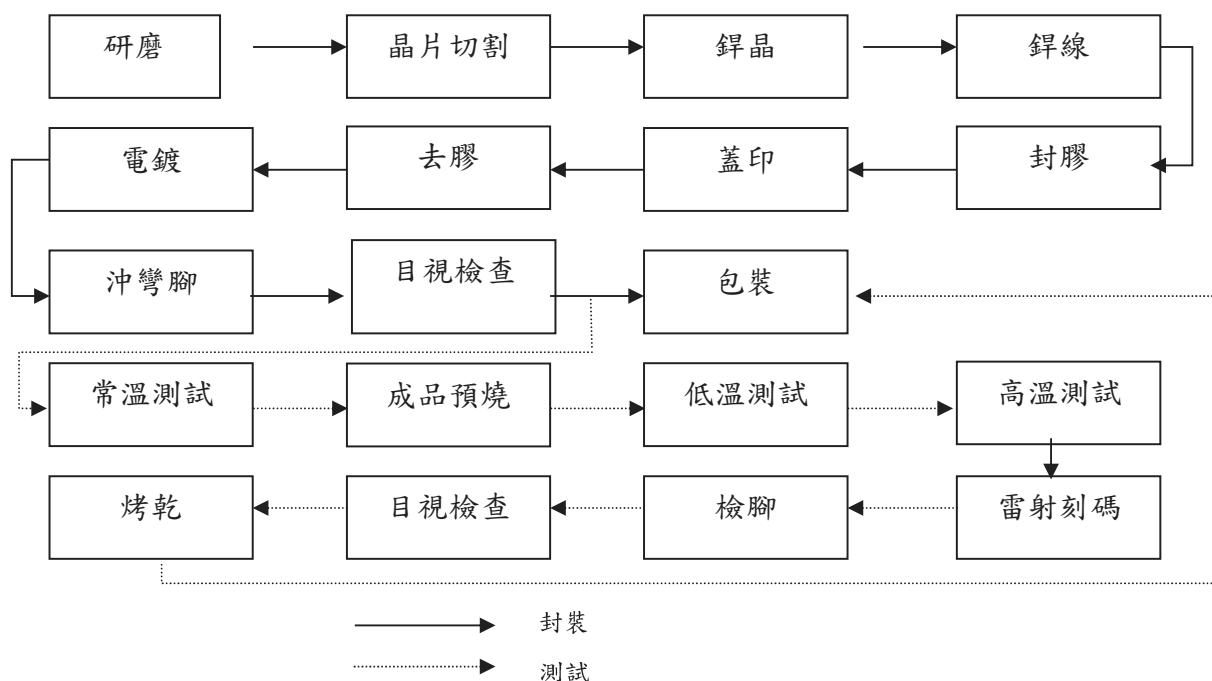 研磨
晶片切割
銲晶
銲線
電鍍
去膠
蓋印
封膠
沖彎腳
目視檢查
包裝
常溫測試
成品預燒
低溫測試
高溫測試
烤乾
目視檢查
檢腳
雷射刻碼
封裝
測試